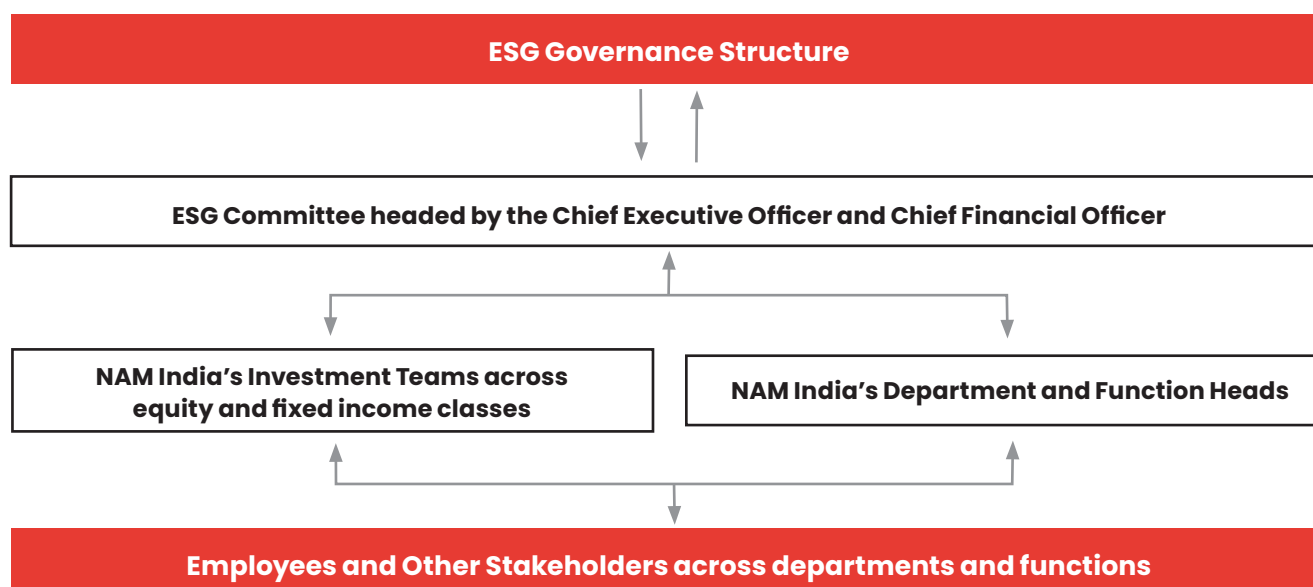 ESG Governance Structure
ESG Committee headed by the Chief Executive Officer and Chief Financial Officer
NAM India’s Investment Teams across
equity and fixed income classes
NAM India’s Department and Function Heads
Employees and Other Stakeholders across departments and functions